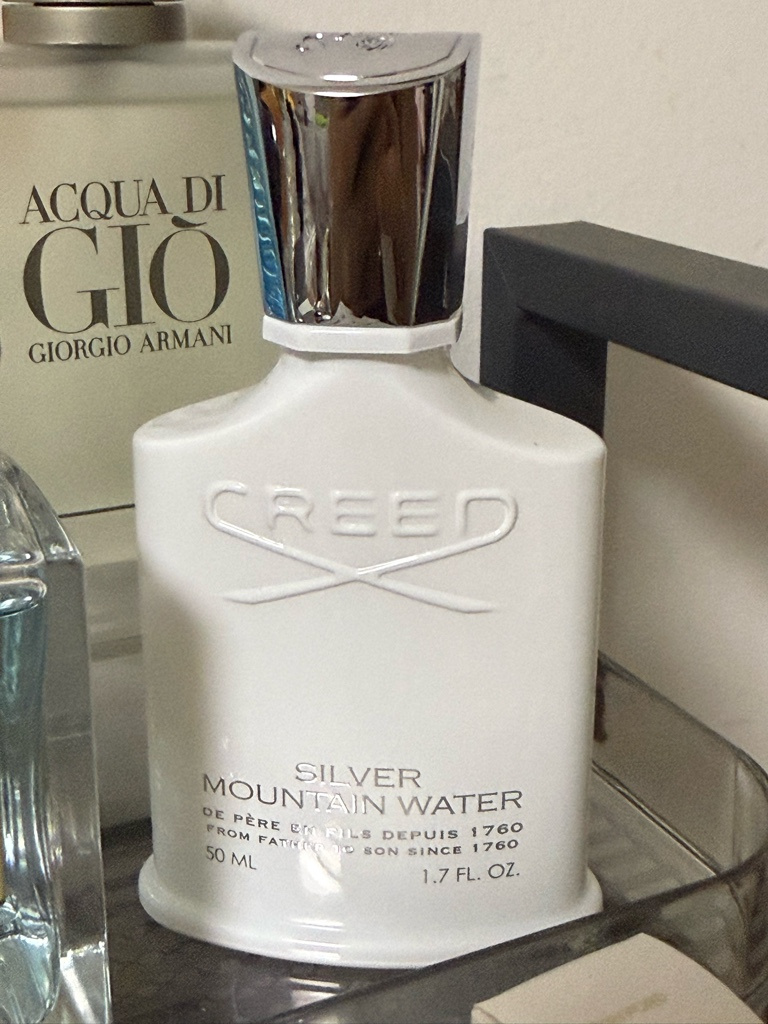 ACQUA DI
GIÒ
GIORGIO ARMANI
CREED
SILVER
MOUNTAIN WATER
DE PÈRE EN FILS DEPUIS 1760
FROM FATHER TO SON SINCE 1760
50 ML
1.7 FL. OZ.